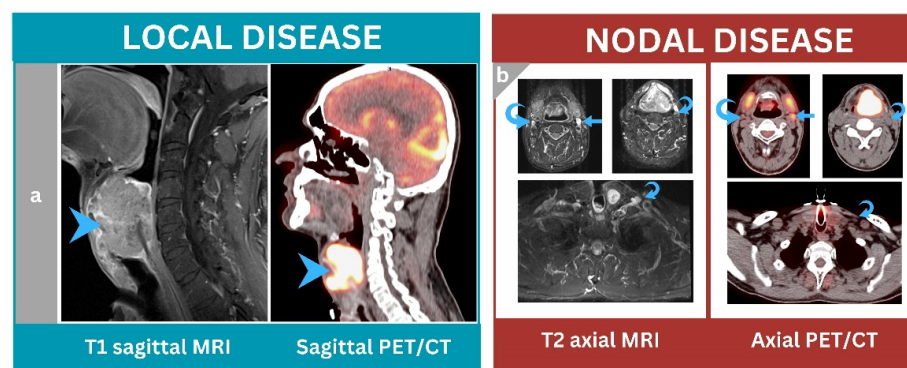 LOCAL DISEASE
a
T1 sagittal MRI
Sagittal PET/CT
NODAL DISEASE
b
T2 axial MRI
Axial PET/CT